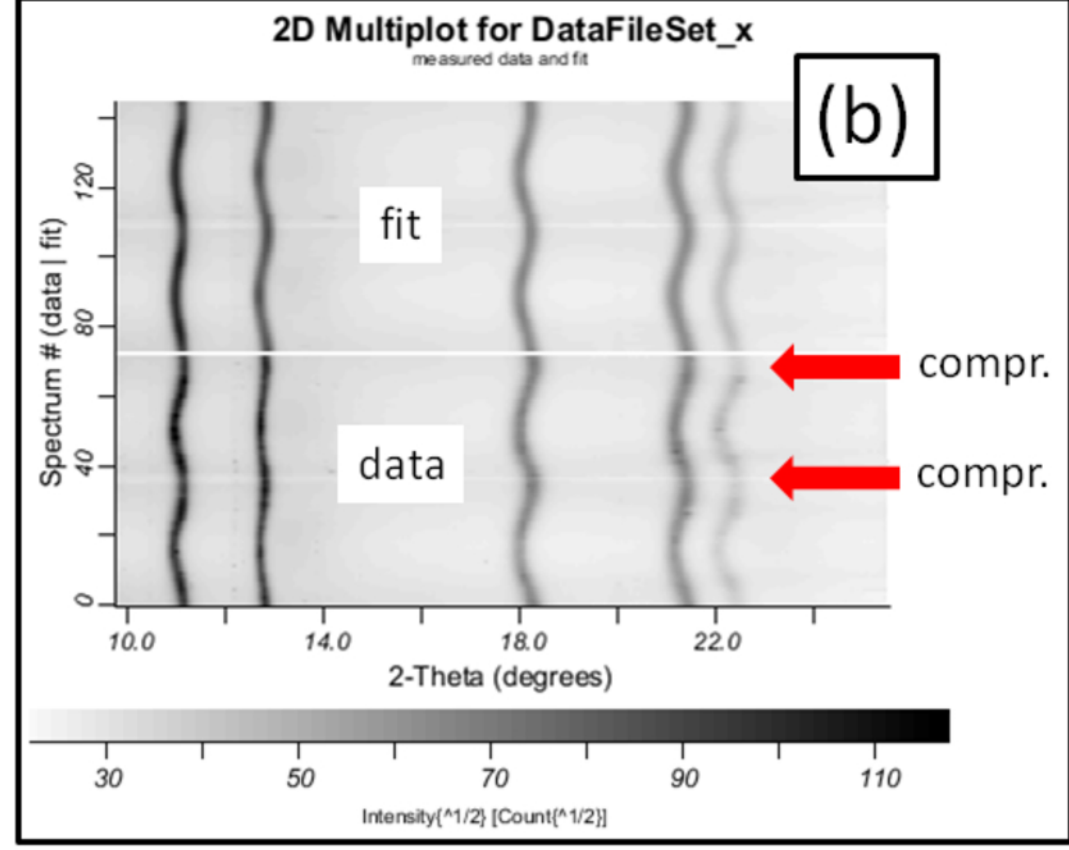 2D Multiplot for DataFileSet_x
measured data and fit
(b)
Spectrum # (data | fit)
120
80
40
0
fit
data
compr.
compr.
10.0 14.0 18.0 22.0
2-Theta (degrees)
30 50 70 90 110
Intensity{^1/2} [Count{^1/2}]